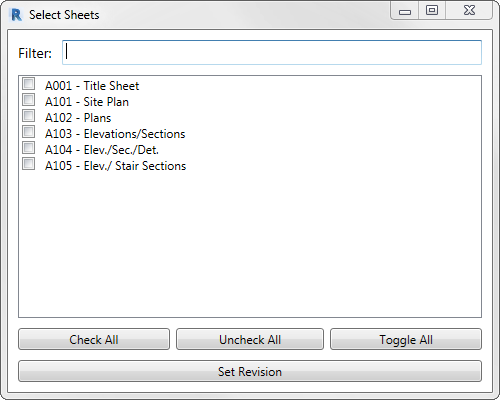 Select Sheets
Filter:
A001 - Title Sheet
A101 - Site Plan
A102 - Plans
A103 - Elevations/Sections
A104 - Elev./Sec./Det.
A105 - Elev./ Stair Sections
Check All Uncheck All Toggle All
Set Revision